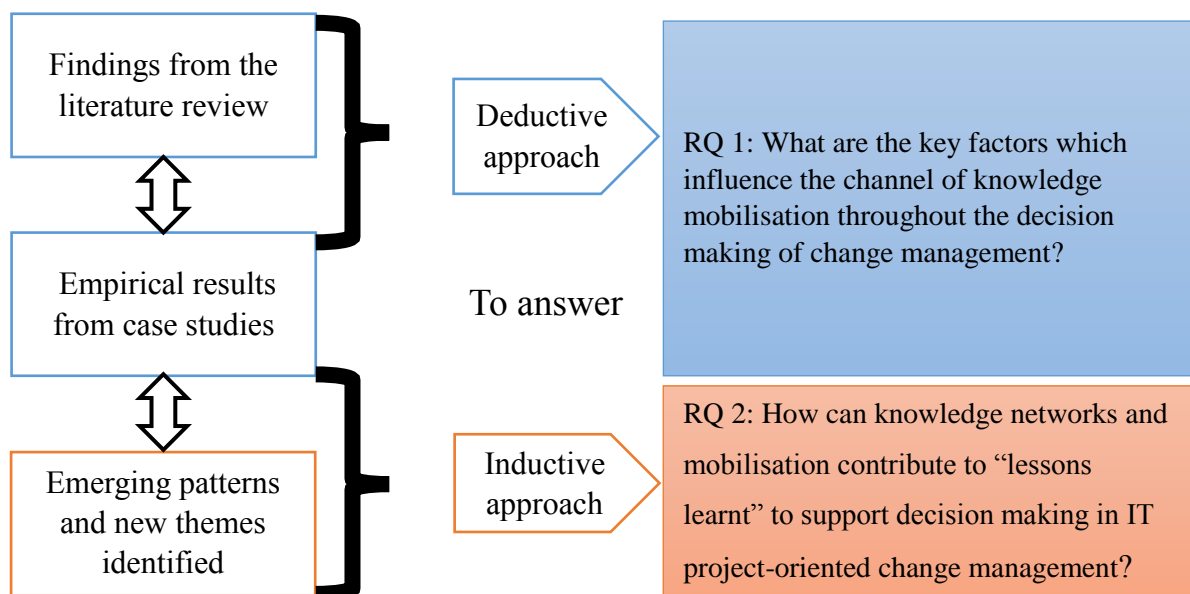 Findings from the
literature review
Empirical results
from case studies
Emerging patterns
and new themes
identified
Deductive
approach
To answer
Inductive
approach
RQ 1: What are the key factors which
influence the channel of knowledge
mobilisation throughout the decision
making of change management?
RQ 2: How can knowledge networks and
mobilisation contribute to “lessons
learnt” to support decision making in IT
project-oriented change management?